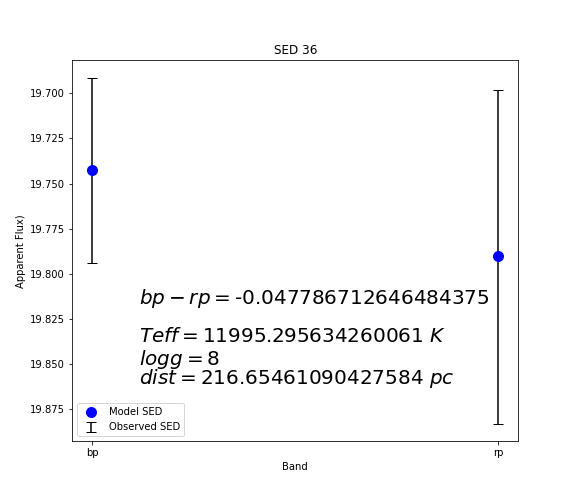 SED 36
Apparent Flux)
19.700
19.725
19.750
19.775
19.800
19.825
19.850
19.875
bp − rp = -0.047786712646484375
Teff = 11995.295634260061 K
logg = 8
dist = 216.65461090427584 pc
Model SED
Observed SED
bp
rp
Band